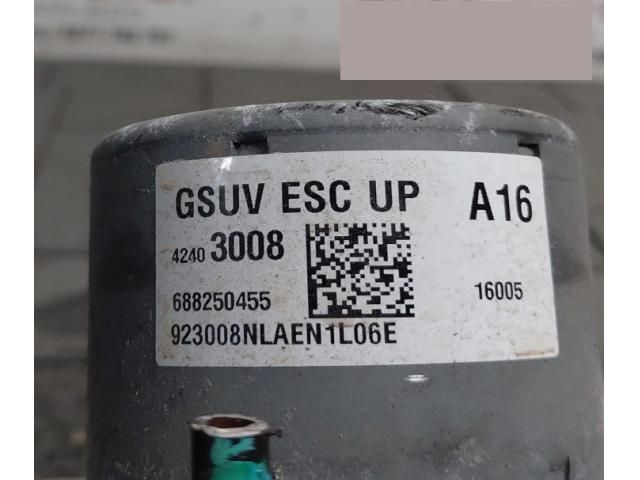 GSUV ESC UP A16
4240 3008
688250455 16005
923008NLAEN1L06E